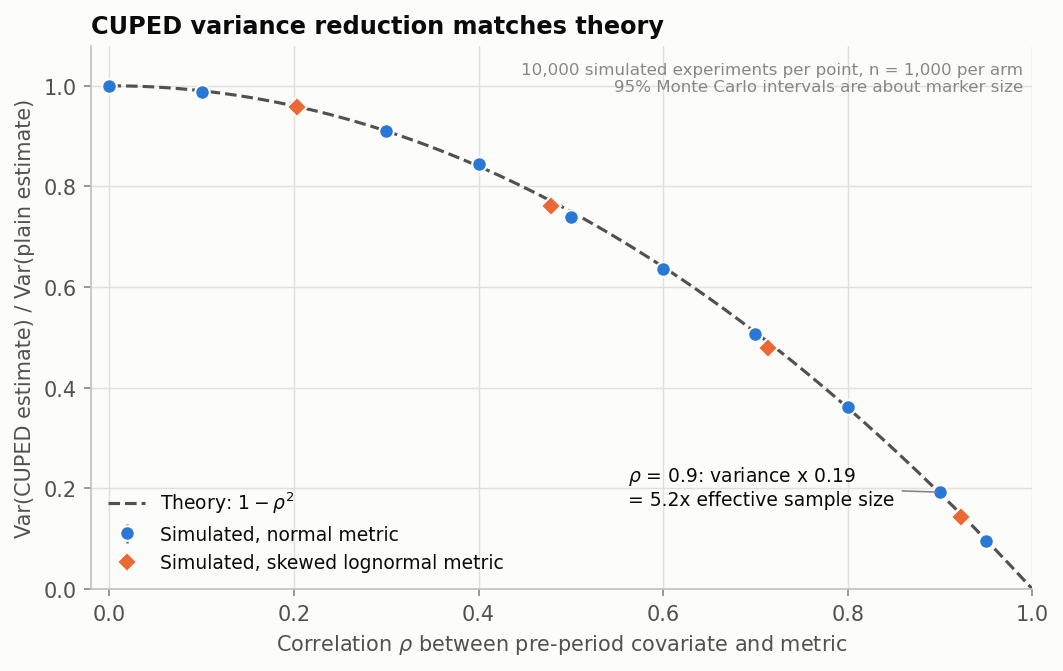 CUPED variance reduction matches theory
10,000 simulated experiments per point, n = 1,000 per arm
95% Monte Carlo intervals are about marker size
Var(CUPED estimate) / Var(plain estimate)
1.0
0.8
0.6
0.4
0.2
0.0
ρ = 0.9: variance x 0.19
= 5.2x effective sample size
Theory: 1 − ρ²
Simulated, normal metric
Simulated, skewed lognormal metric
0.0 0.2 0.4 0.6 0.8 1.0
Correlation ρ between pre-period covariate and metric